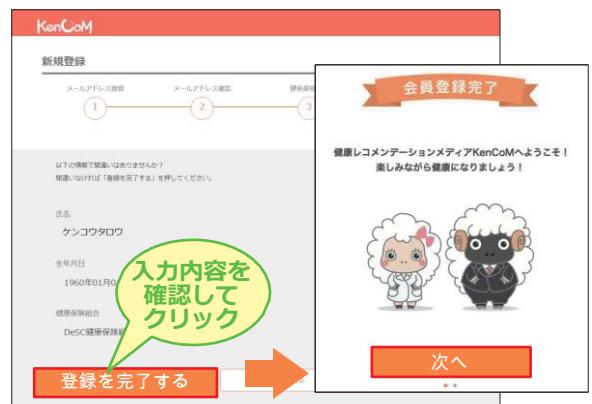 KenCoM
新規登録
メールアドレス登録
メールアドレス確認
1
2
3
以下の情報で間違いはありませんか？
間違いなければ「登録を完了する」を押してください。
氏名
ケンコウタロウ
生年月日
1960年01月0
健康保険組合
DeSC健康保険
入力内容を
確認して
クリック
登録を完了する
会員登録完了
健康レコメンデーションメディアKenCoMへようこそ！
楽しみながら健康になりましょう！
次へ